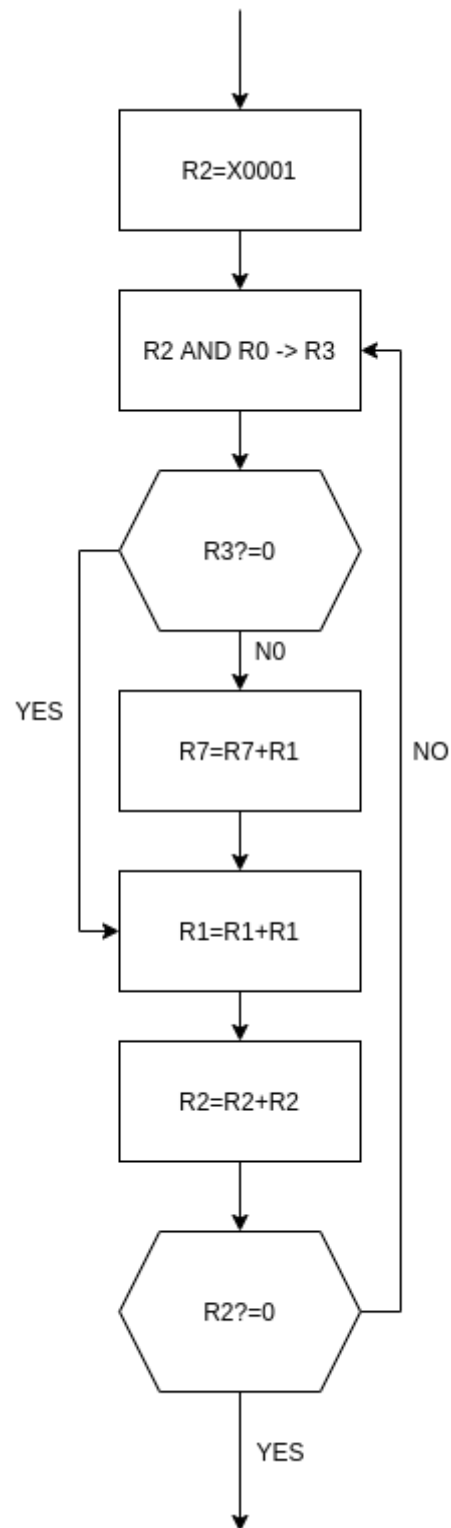 R2=X0001
R2 AND R0 -> R3
R3?=0
N0
YES
R7=R7+R1
NO
R1=R1+R1
R2=R2+R2
R2?=0
YES